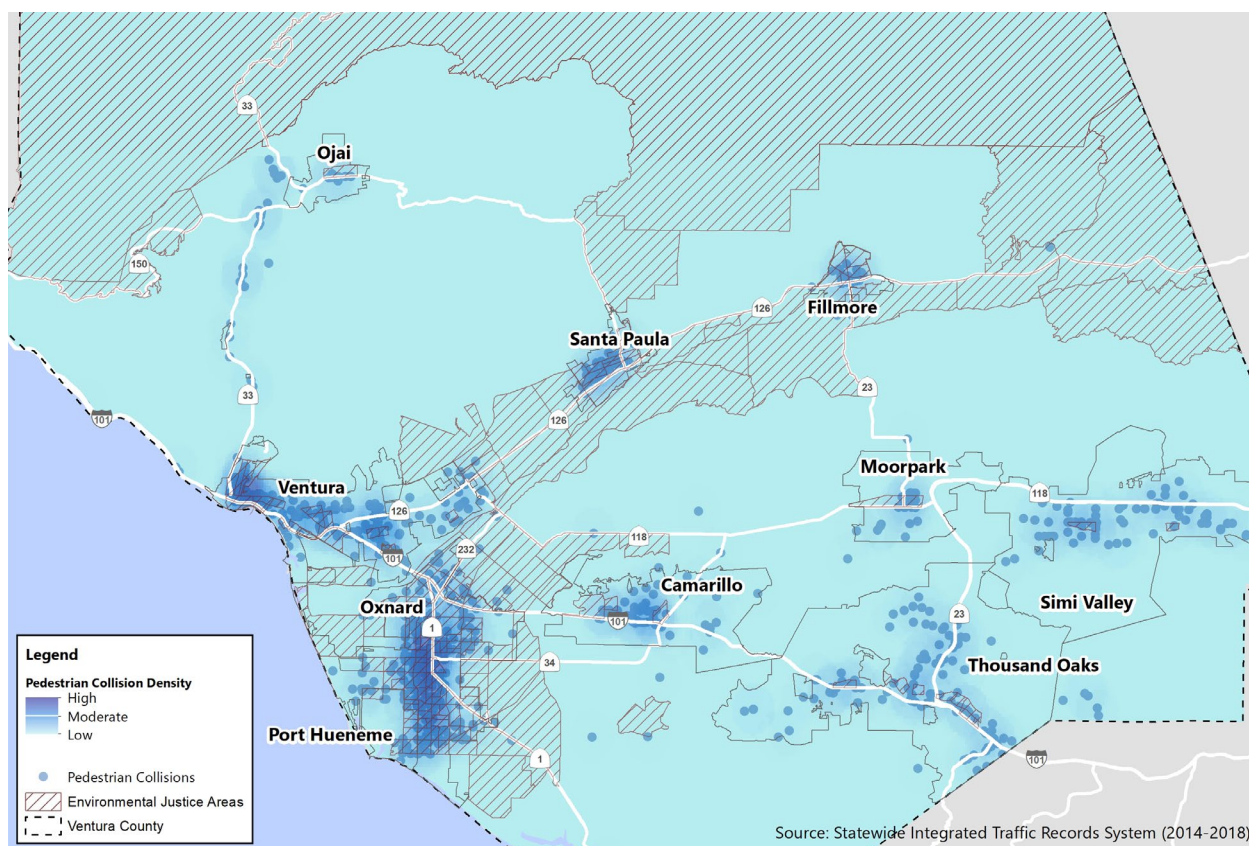 33
Ojai
150
126
Fillmore
Santa Paula
23
33
126
101
Moorpark
Ventura
118
126
232
118
101
Camarillo
Oxnard
101
Simi Valley
1
23
34
Thousand Oaks
Port Hueneme
1
101
Legend
Pedestrian Collision Density
High
Moderate
Low
Pedestrian Collisions
Environmental Justice Areas
Ventura County
Source: Statewide Integrated Traffic Records System (2014-2018)